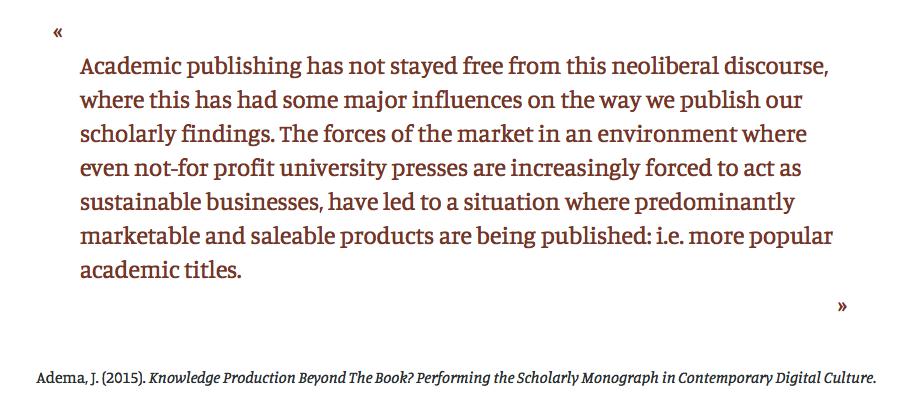 «
Academic publishing has not stayed free from this neoliberal discourse,
where this has had some major influences on the way we publish our
scholarly findings. The forces of the market in an environment where
even not-for profit university presses are increasingly forced to act as
sustainable businesses, have led to a situation where predominantly
marketable and saleable products are being published: i.e. more popular
academic titles.
»
Adema, J. (2015). Knowledge Production Beyond The Book? Performing the Scholarly Monograph in Contemporary Digital Culture.